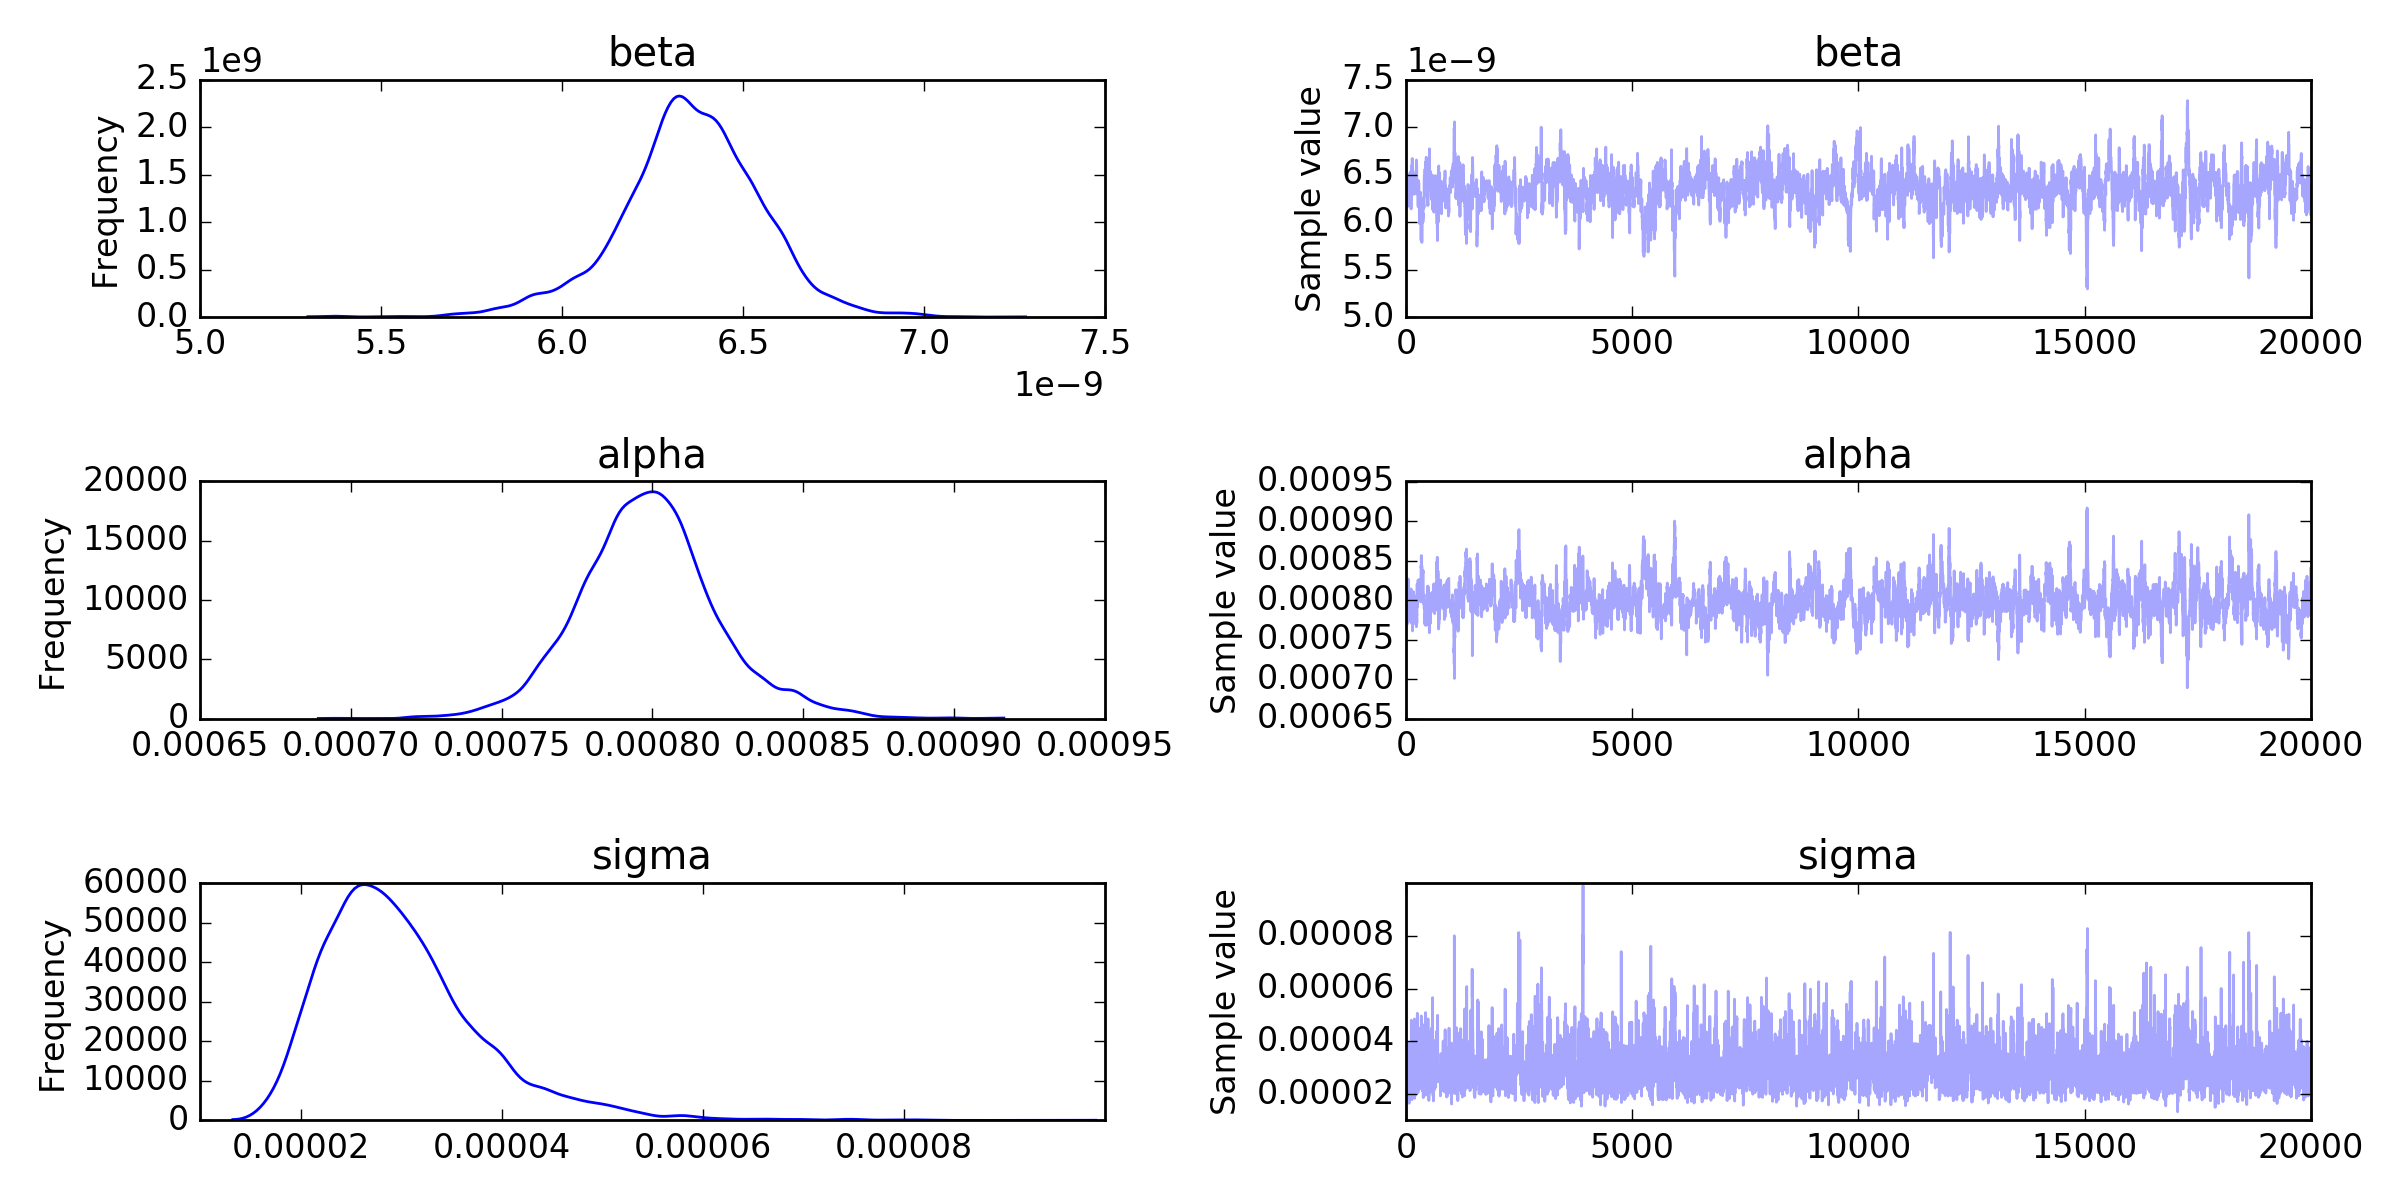 beta
1e9
2.5
2.0
1.5
1.0
0.5
0.0
Frequency
5.0 5.5 6.0 6.5 7.0 7.5
1e−9
beta
1e−9
7.5
7.0
6.5
6.0
5.5
5.0
Sample value
0 5000 10000 15000 20000
alpha
20000
15000
10000
5000
0
Frequency
0.00065 0.00070 0.00075 0.00080 0.00085 0.00090 0.00095
alpha
0.00095
0.00090
0.00085
0.00080
0.00075
0.00070
0.00065
Sample value
0 5000 10000 15000 20000
sigma
60000
50000
40000
30000
20000
10000
0
Frequency
0.00002 0.00004 0.00006 0.00008
sigma
0.00008
0.00006
0.00004
0.00002
Sample value
0 5000 10000 15000 20000